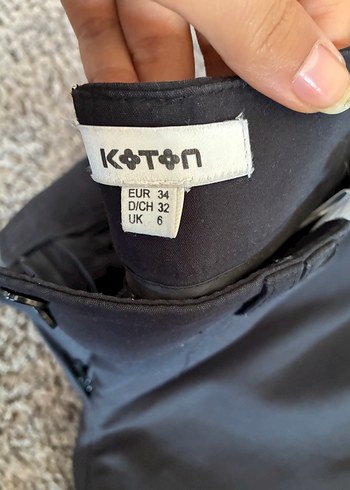 KOTON
EUR 34
D/CH 32
UK 6